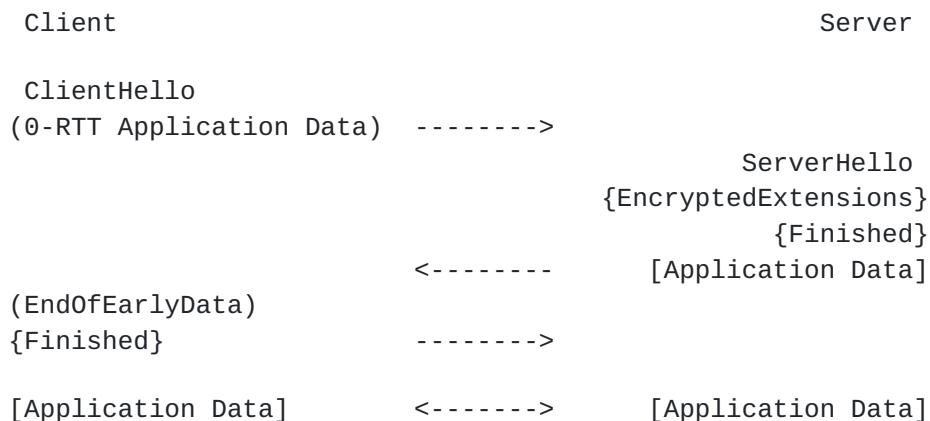 Client                                               Server

 ClientHello
(0-RTT Application Data)  -------->
                                                ServerHello
                                       {EncryptedExtensions}
                                                  {Finished}
                          <--------      [Application Data]
(EndOfEarlyData)
{Finished}                -------->

[Application Data]        <------->      [Application Data]